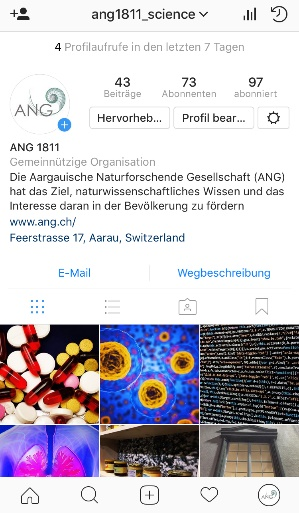 ang1811_science
4 Profilaufrufe in den letzten 7 Tagen
ANG
43 73 97
Beiträge Abonnenten abonniert
Hervorheb... Profil bear...
ANG 1811
Gemeinnützige Organisation
Die Aargauische Naturforschende Gesellschaft (ANG)
hat das Ziel, naturwissenschaftliches Wissen und das
Interesse daran in der Bevölkerung zu fördern
www.ang.ch/
Feerstrasse 17, Aarau, Switzerland
E-Mail Wegbeschreibung
ANG